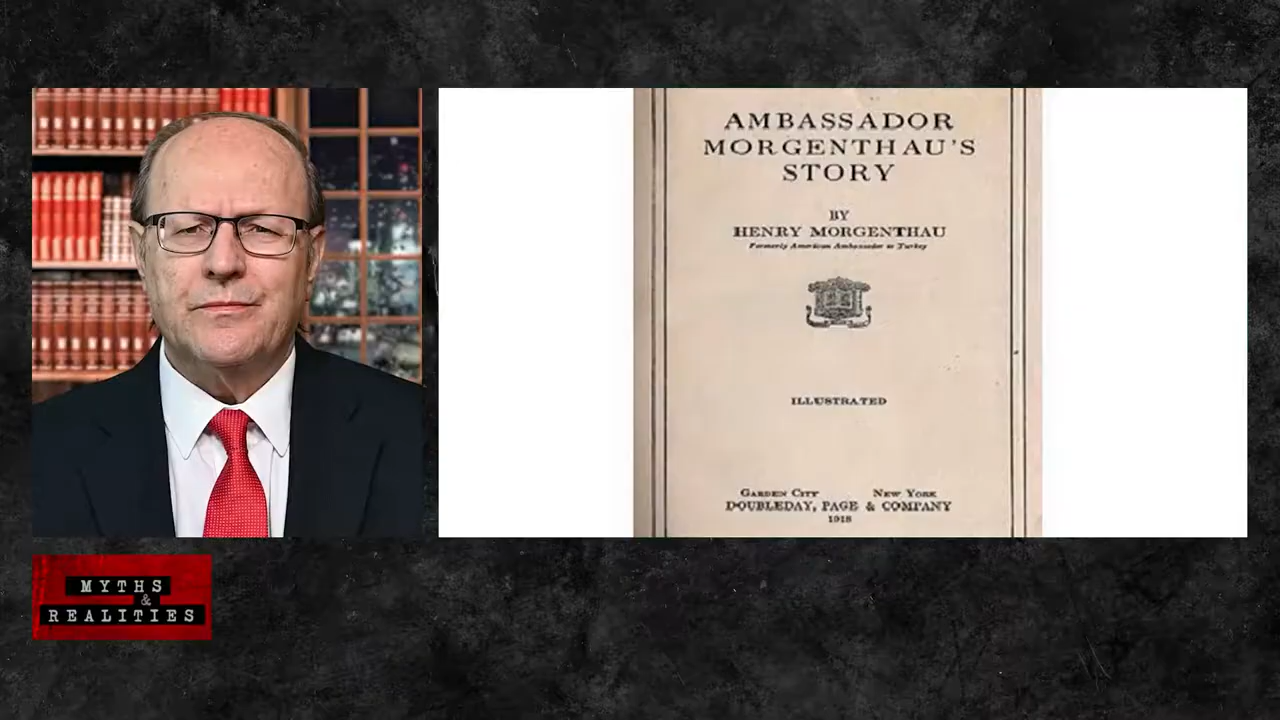 AMBASSADOR
MORGENTHAU'S
STORY
BY
HENRY MORGENTHAU
Formerly American Ambassador to Turkey
ILLUSTRATED
GARDEN CITY NEW YORK
DOUBLEDAY, PAGE & COMPANY
1918
MYTHS
&
REALITIES